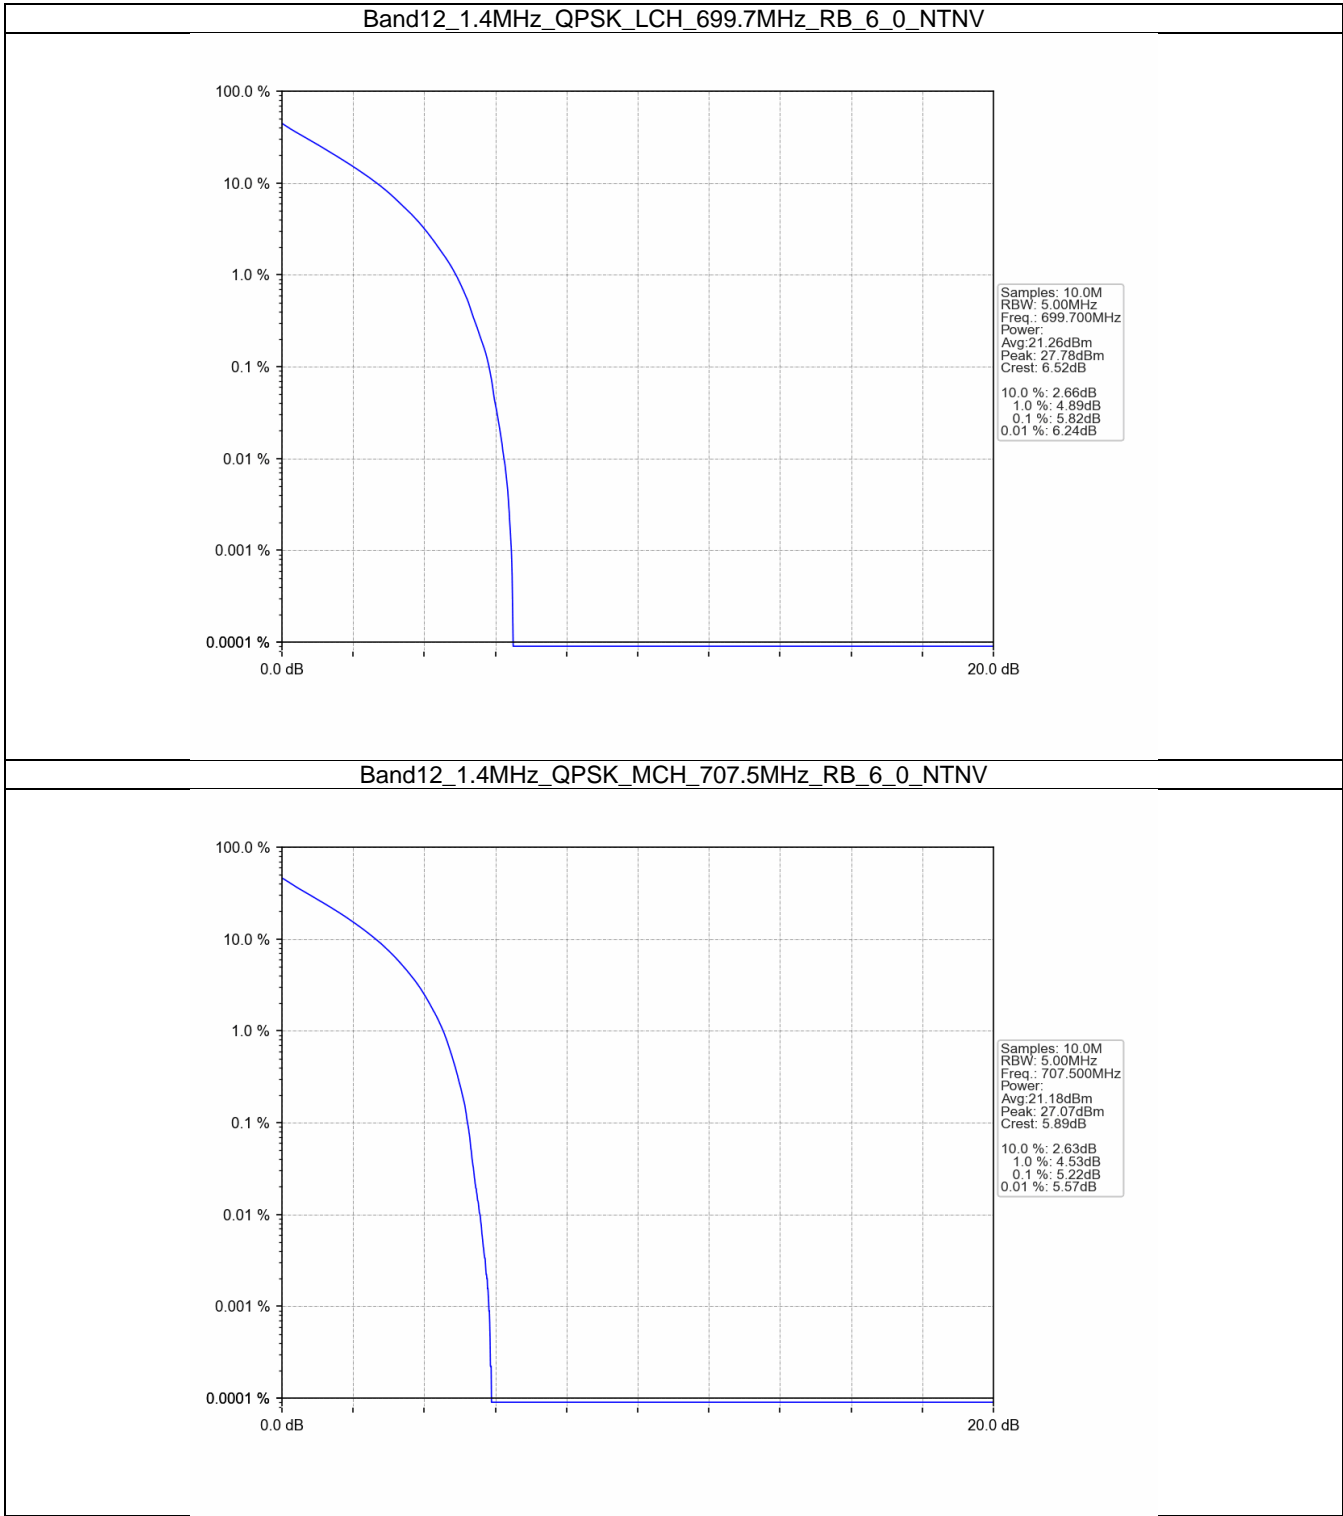 Band12_1.4MHz_QPSK_LCH_699.7MHz_RB_6_0_NTNV
100.0 %
10.0 %
1.0 %
0.1 %
0.01 %
0.001 %
0.0001 %
0.0 dB
20.0 dB
Samples: 10.0M
RBW: 5.00MHz
Freq.: 699.700MHz
Power:
Avg:21.26dBm
Peak: 27.78dBm
Crest: 6.52dB
10.0 %: 2.66dB
1.0 %: 4.89dB
0.1 %: 5.82dB
0.01 %: 6.24dB
Band12_1.4MHz_QPSK_MCH_707.5MHz_RB_6_0_NTNV
100.0 %
10.0 %
1.0 %
0.1 %
0.01 %
0.001 %
0.0001 %
0.0 dB
20.0 dB
Samples: 10.0M
RBW: 5.00MHz
Freq.: 707.500MHz
Power:
Avg:21.18dBm
Peak: 27.07dBm
Crest: 5.89dB
10.0 %: 2.63dB
1.0 %: 4.53dB
0.1 %: 5.22dB
0.01 %: 5.57dB